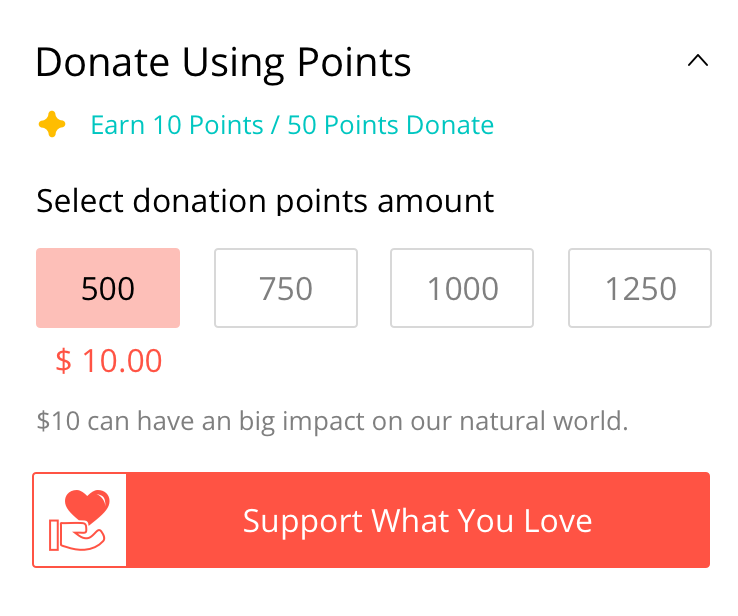 Donate Using Points
Earn 10 Points / 50 Points Donate
Select donation points amount
500 750 1000 1250
$ 10.00
$10 can have an big impact on our natural world.
Support What You Love